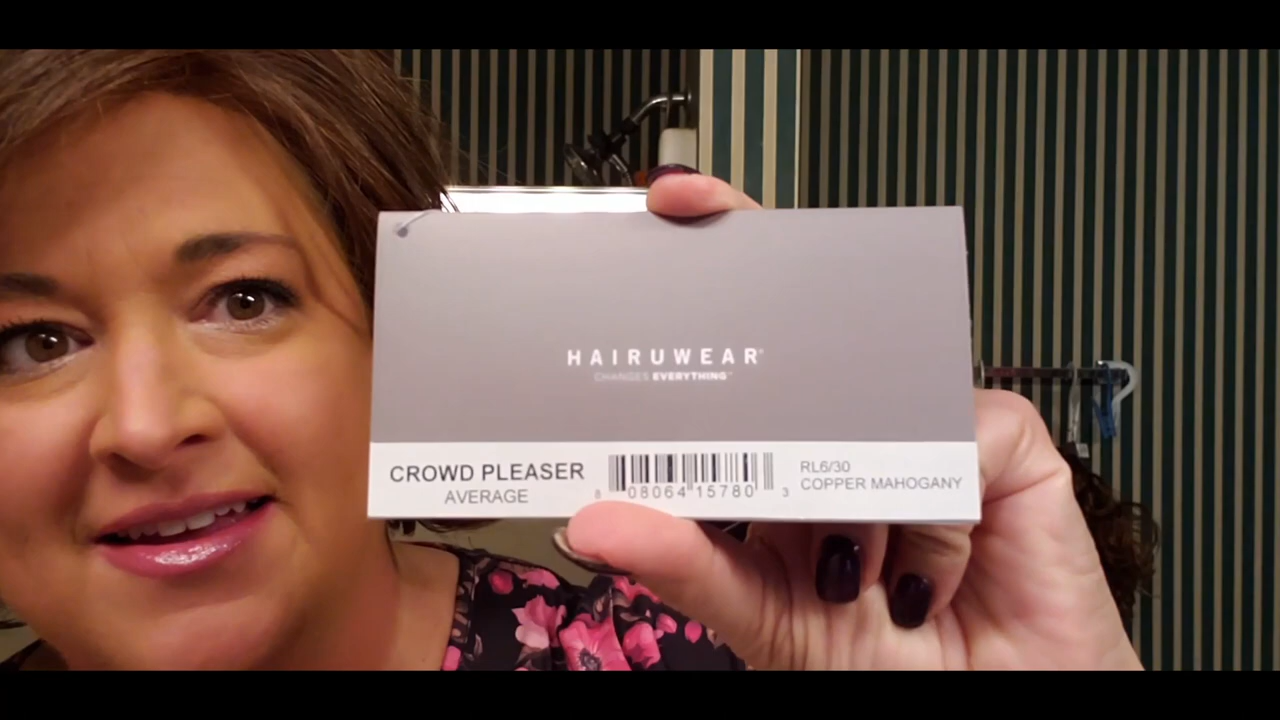 HAIRUWEAR®
CHANGES EVERYTHING™
CROWD PLEASER
AVERAGE
8 08064 15780 3
RL6/30
COPPER MAHOGANY